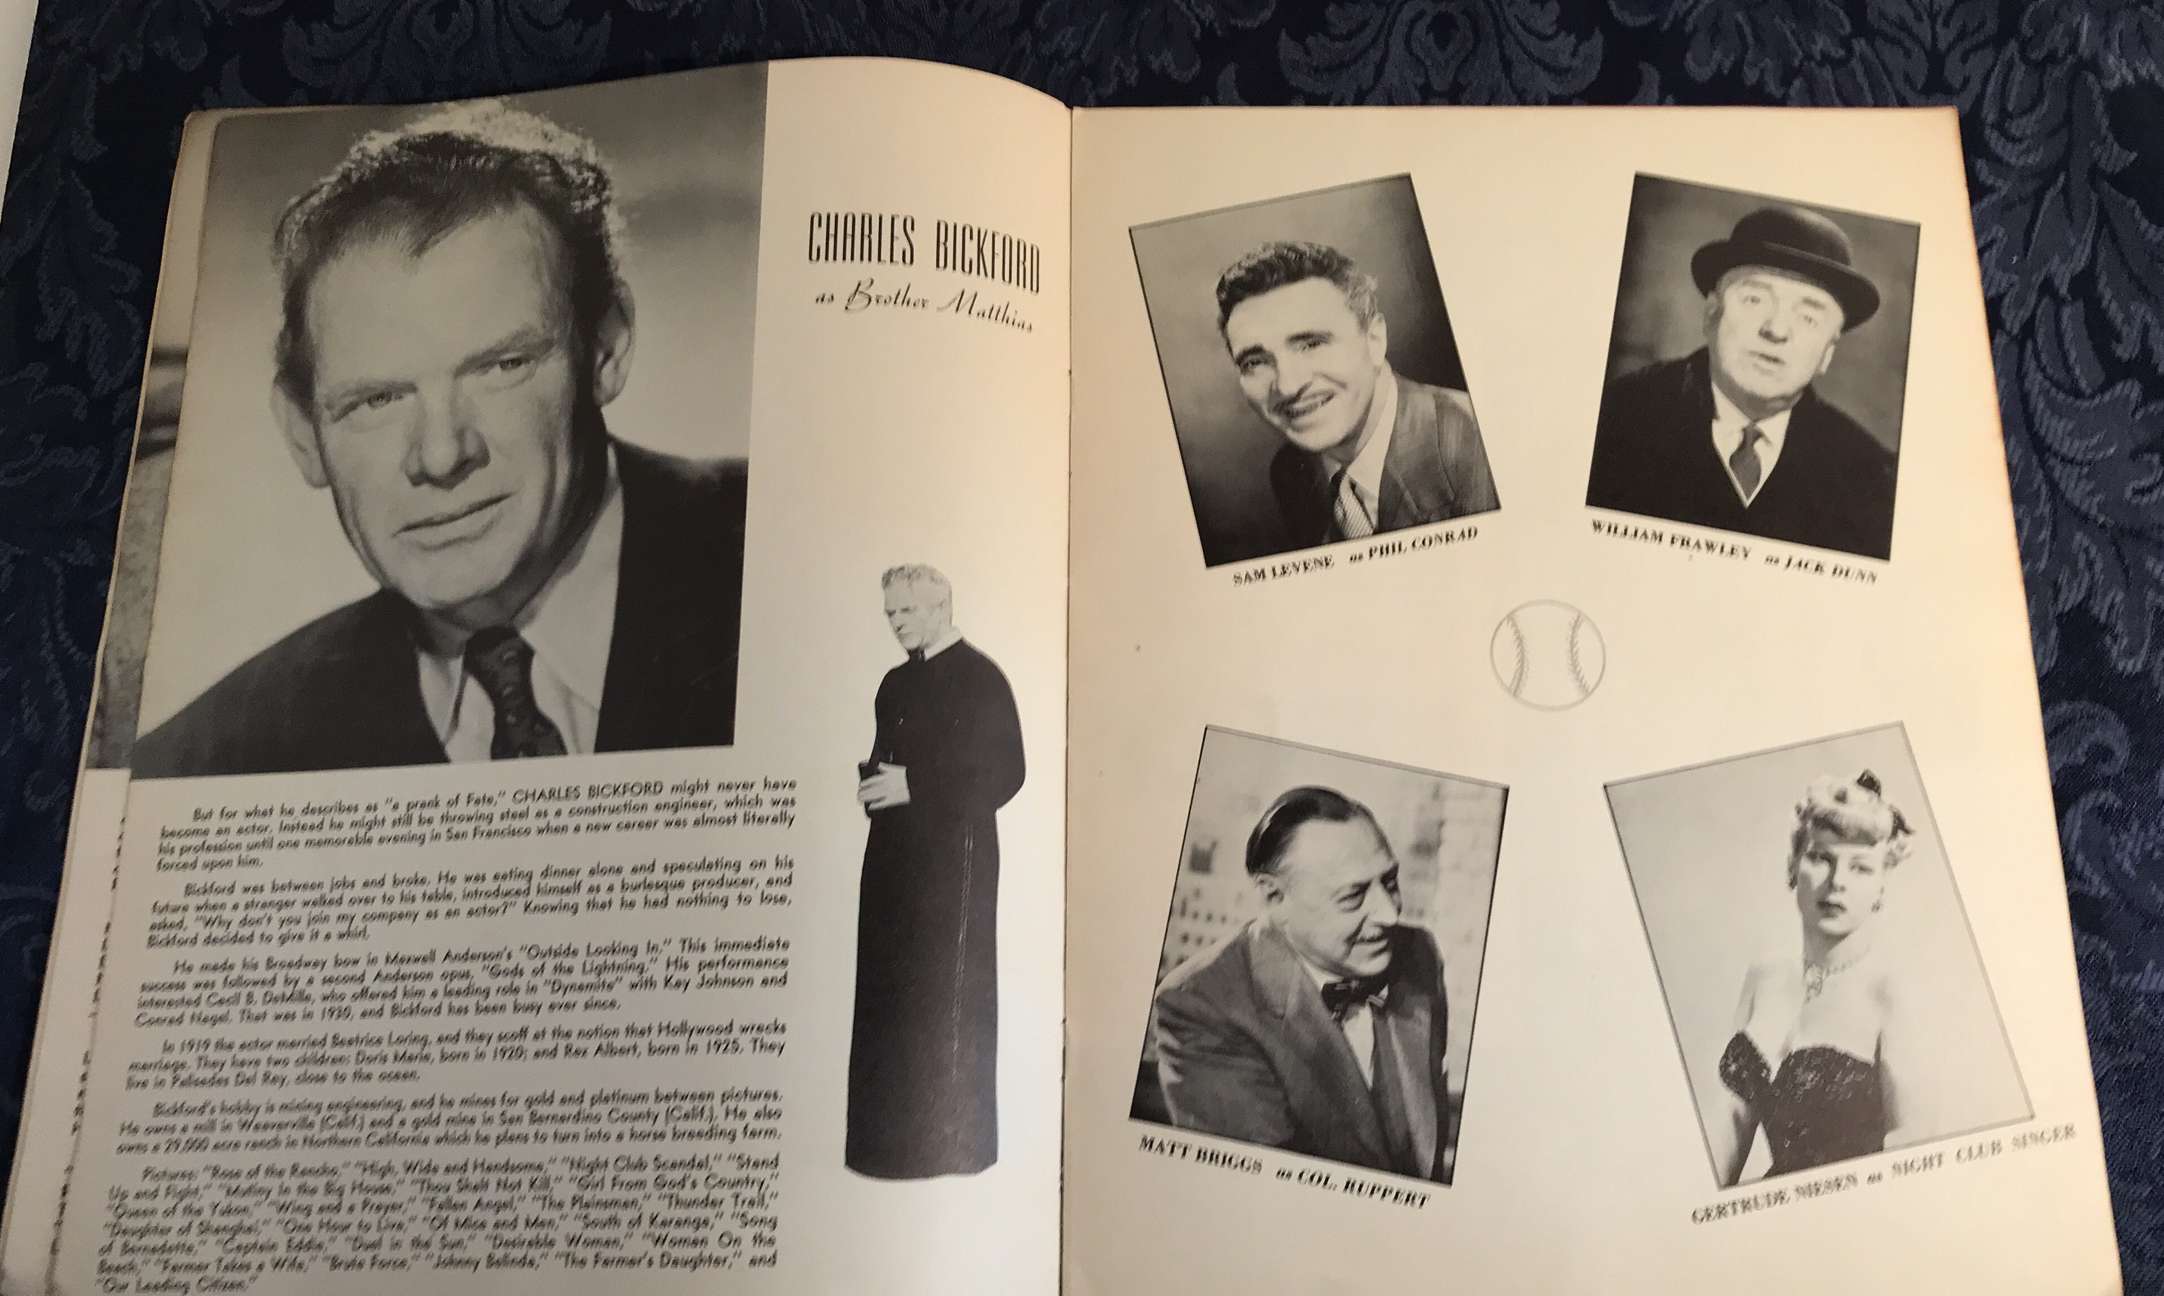 CHARLES BICKFORD
as Brother Matthias
But for what he describes as "a prank of Fate," CHARLES BICKFORD might never have
become an actor. Instead he might still be throwing steel as a construction engineer, which was
his profession until one memorable evening in San Francisco when a new career was almost literally
forced upon him.
Bickford was between jobs and broke. He was eating dinner alone and speculating on his
future when a stranger walked over to his table, introduced himself as a burlesque producer, and
asked, "Why don't you join my company as an actor?" Knowing that he had nothing to lose,
Bickford decided to give it a whirl.
He made his Broadway bow in Maxwell Anderson's "Outside Looking In." This immediate
success was followed by a second Anderson opus, "Gods of the Lightning." His performance
interested Cecil B. DeMille, who offered him a leading role in "Dynamite" with Kay Johnson and
Conrad Nagel. That was in 1930, and Bickford has been busy ever since.
In 1919 the actor married Beatrice Loring, and they scoff at the notion that Hollywood wrecks
marriage. They have two children: Doris Marie, born in 1920; and Rex Albert, born in 1925. They
live in Palisades Del Rey, close to the ocean.
Bickford's hobby is mining engineering, and he mines for gold and platinum between pictures.
He owns a mill in Weaverville (Calif.) and a gold mine in San Bernardino County (Calif.). He also
owns a 29,000 acre ranch in Northern California which he plans to turn into a horse breeding farm.
Pictures: "Rose of the Rancho," "High, Wide and Handsome," "Night Club Scandal," "Stand
Up and Fight," "Mutiny in the Big House," "Thou Shalt Not Kill," "Girl From God's Country,"
"Queen of the Yukon," "Wing and a Prayer," "Fallen Angel," "The Plainsman," "Thunder Trail,"
"Daughter of Shanghai," "One Hour to Live," "Of Mice and Men," "South of Karanga," "Song
of Bernadette," "Captain Eddie," "Duel in the Sun," "Desirable Woman," "Woman On the
Beach," "Farmer Takes a Wife," "Brute Force," "Johnny Belinda," "The Farmer's Daughter," and
"Our Leading Citizen."
SAM LEVENE as PHIL CONRAD
WILLIAM FRAWLEY as JACK DUNN
MATT BRIGGS as COL. RUPPERT
GERTRUDE NIESEN as NIGHT CLUB SINGER